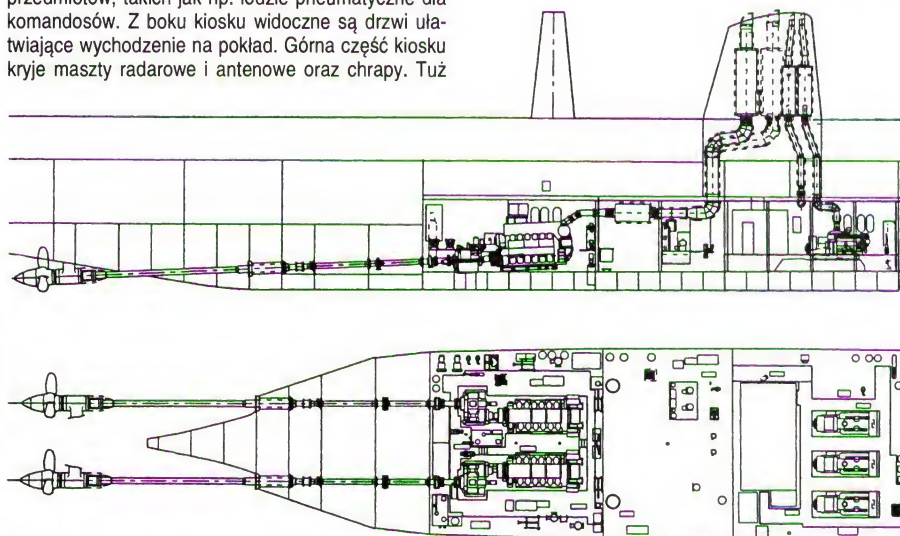 przedmiotów, takich jak np. łodzie pneumatyczne dla
komandosów. Z boku kiosku widoczne są drzwi uła-
twiające wychodzenie na pokład. Górna część kiosku
kryje maszty radarowe i antenowe oraz chrapy. Tuż